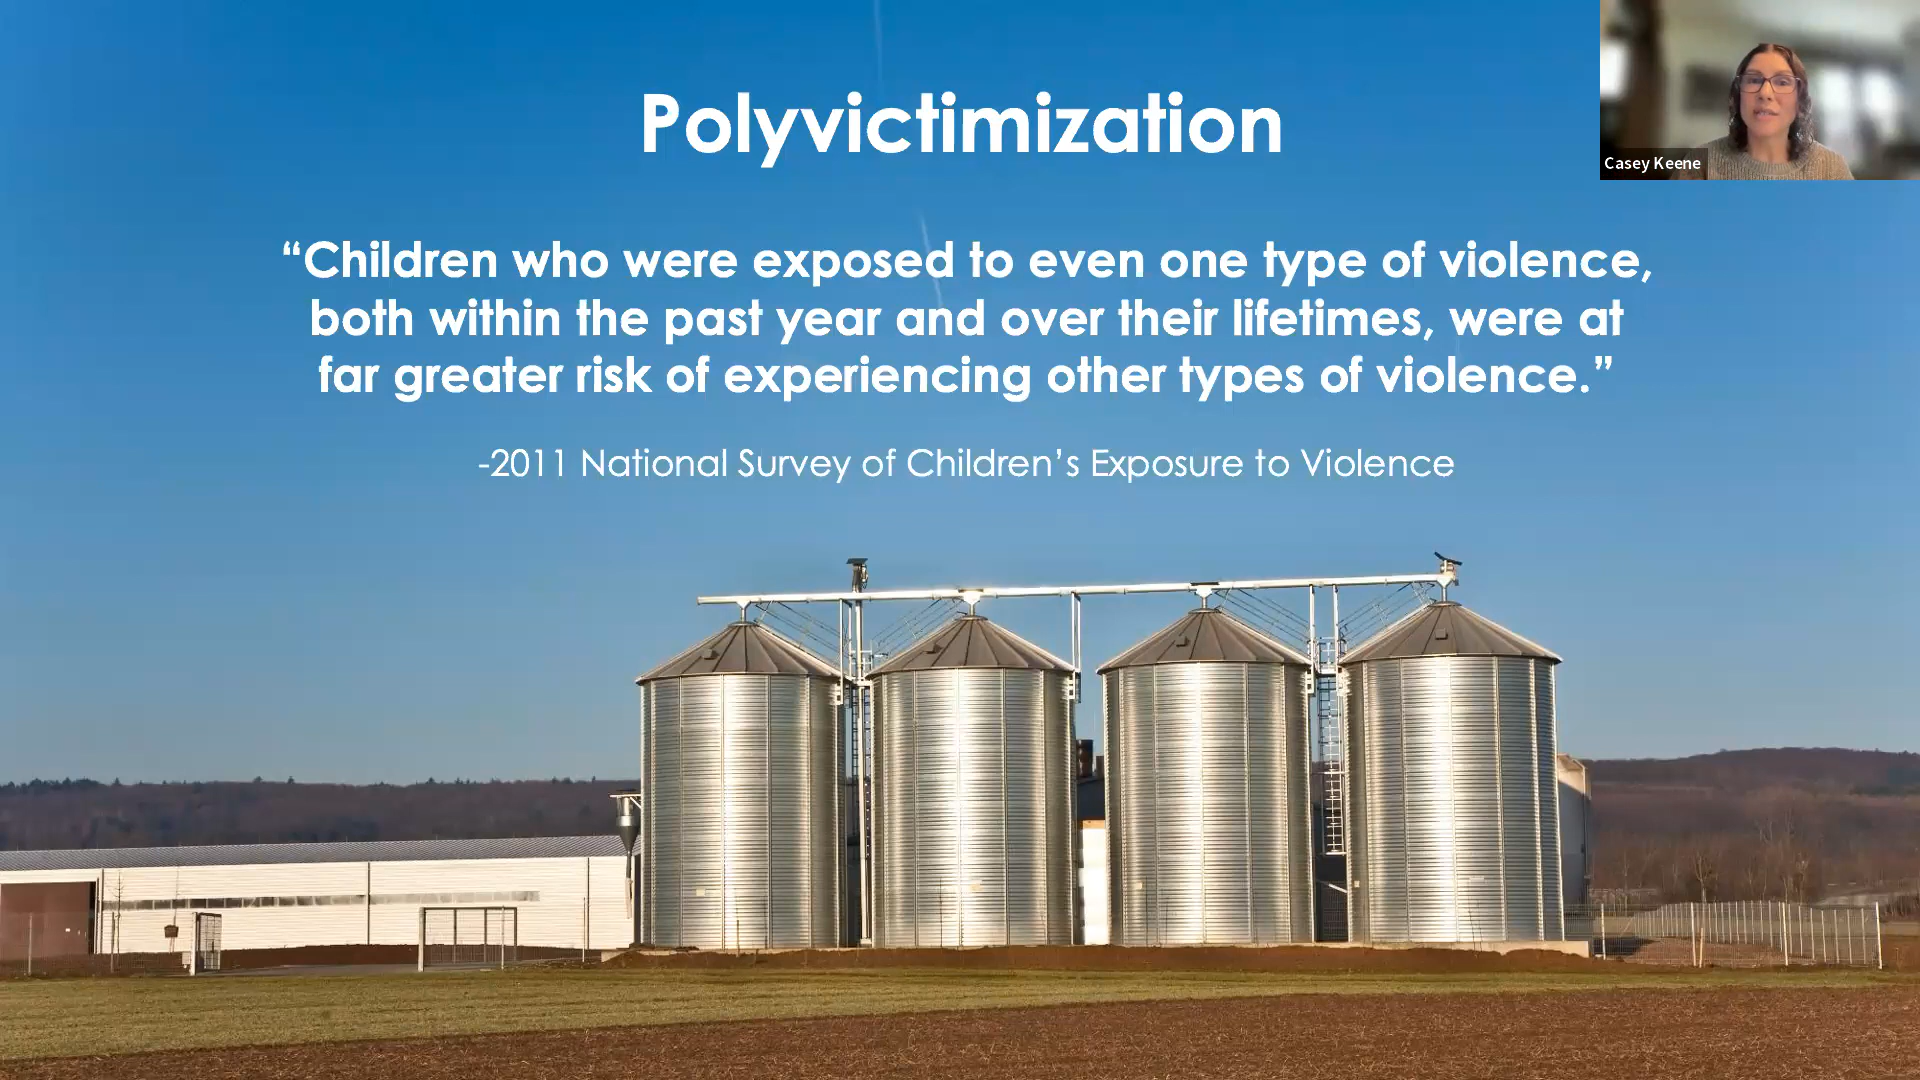 Polyvictimization
“Children who were exposed to even one type of violence,
both within the past year and over their lifetimes, were at
far greater risk of experiencing other types of violence.”
-2011 National Survey of Children’s Exposure to Violence
Casey Keene